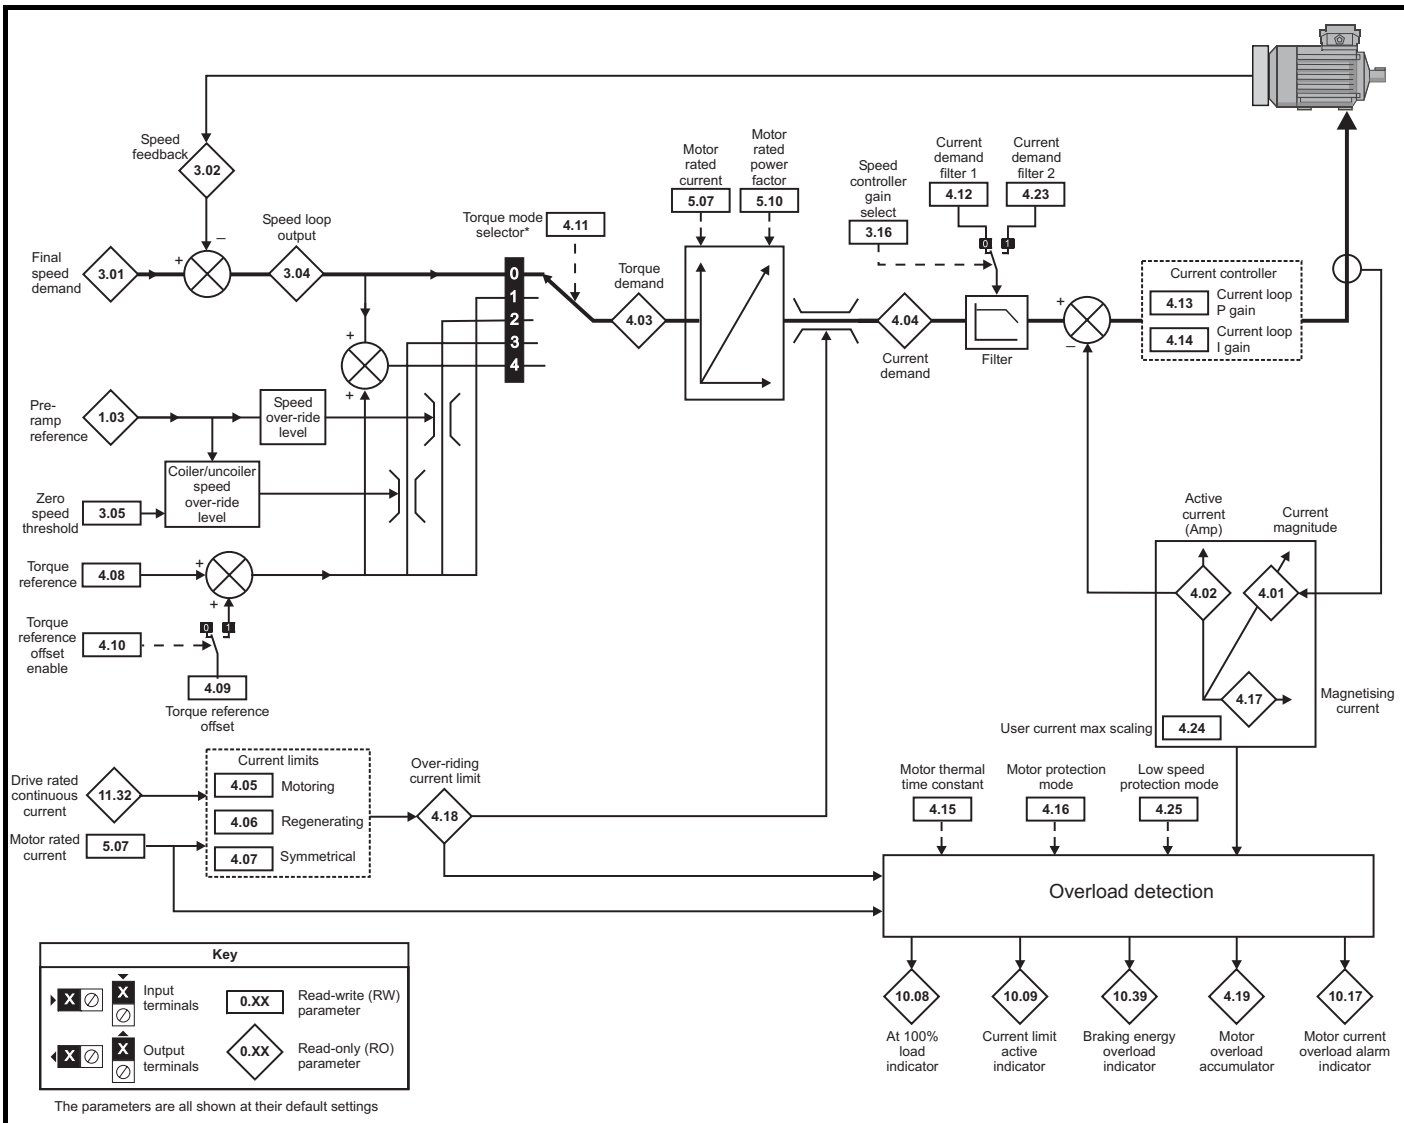 Speed
feedback
3.02
Final
speed
demand
3.01
+
–
Speed loop
output
3.04
Torque mode
selector*
4.11
0
1
2
3
4
Torque
demand
4.03
Motor
rated
current
5.07
Motor
rated
power
factor
5.10
Speed
controller
gain
select
3.16
Current
demand
filter 1
4.12
Current
demand
filter 2
4.23
0
1
4.04
Current
demand
Filter
+
–
Current controller
4.13
Current loop
P gain
4.14
Current loop
I gain
+
+
Pre-
ramp
reference
1.03
Speed
over-ride
level
Coiler/uncoiler
speed
over-ride
level
Zero
speed
threshold
3.05
Torque
reference
4.08
+
+
Torque
reference
offset
enable
4.10
0
1
4.09
Torque reference
offset
Active
current
(Amp)
Current
magnitude
4.02
4.01
4.17
Magnetising
current
User current max scaling
4.24
Drive rated
continuous
current
11.32
Motor rated
current
5.07
Current limits
4.05
Motoring
4.06
Regenerating
4.07
Symmetrical
Over-riding
current limit
4.18
Motor thermal
time constant
4.15
Motor protection
mode
4.16
Low speed
protection mode
4.25
Overload detection
10.08
At 100%
load
indicator
10.09
Current limit
active
indicator
10.39
Braking energy
overload
indicator
4.19
Motor
overload
accumulator
10.17
Motor current
overload alarm
indicator
Key
X
X
Input
terminals
0.XX
Read-write (RW)
parameter
X
X
Output
terminals
0.XX
Read-only (RO)
parameter
The parameters are all shown at their default settings